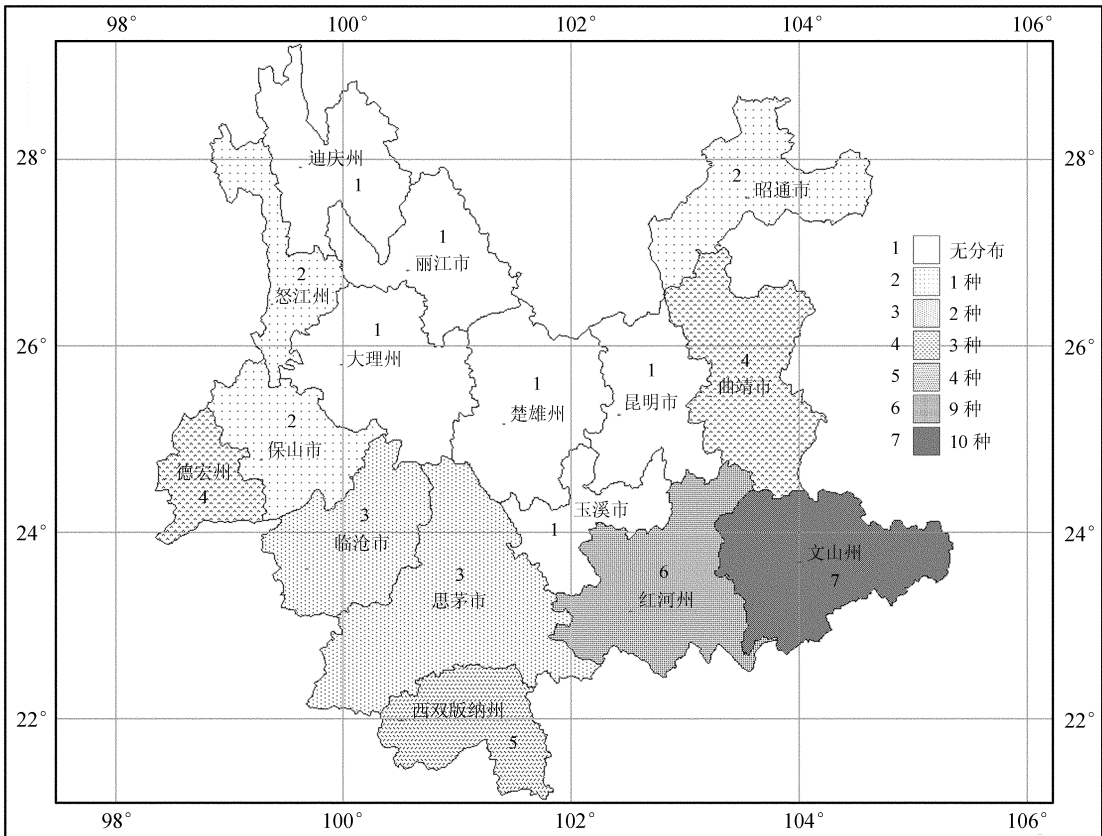 98° 100° 102° 104° 106°
28° 28°
26° 26°
24° 24°
22° 22°
98° 100° 102° 104° 106°
迪庆州
1
1
丽江市
2
昭通市
2
怒江州
1
大理州
1
楚雄州
1
昆明市
4
曲靖市
2
保山市
德宏州
4
3
临沧市
3
思茅市
玉溪市
1
6
红河州
文山州
7
西双版纳州
5
1 无分布
2 1 种
3 2 种
4 3 种
5 4 种
6 9 种
7 10 种